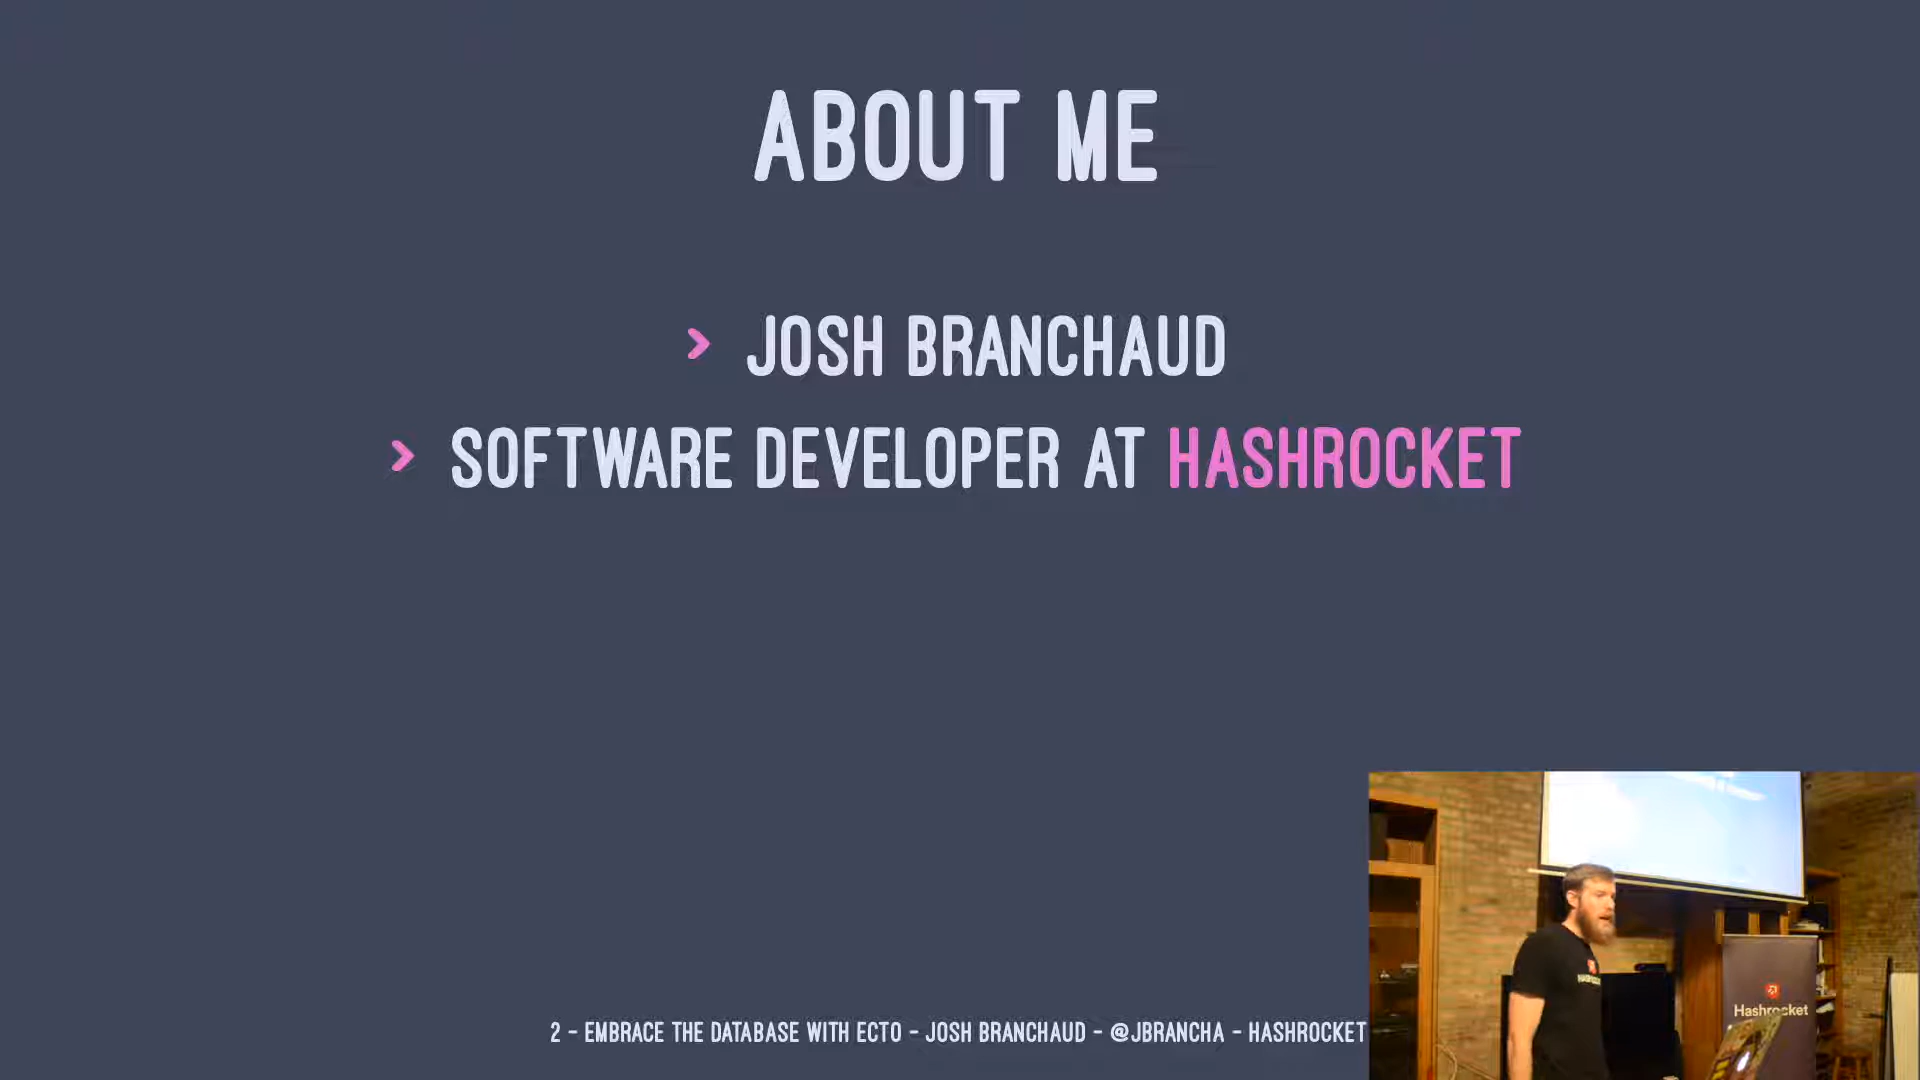 ABOUT ME
> JOSH BRANCHAUD
> SOFTWARE DEVELOPER AT HASHROCKET
2 - EMBRACE THE DATABASE WITH ECTO - JOSH BRANCHAUD - @JBRANCHA - HASHROCKET
Hashrocket